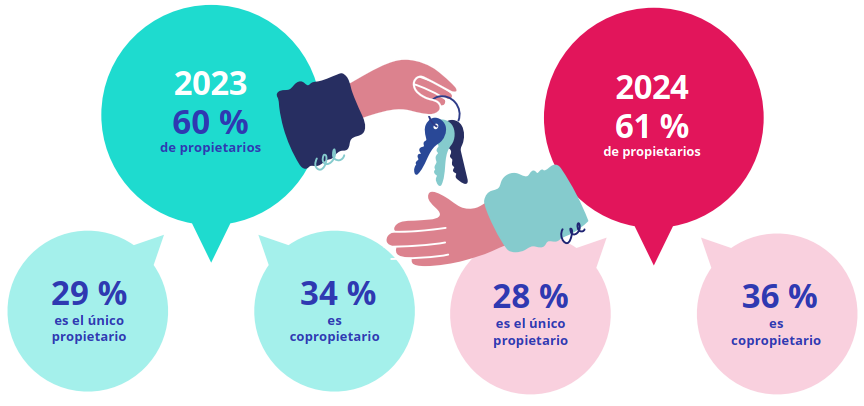 2023
60 %
de propietarios
2024
61 %
de propietarios
29 %
es el único
propietario
34 %
es
copropietario
28 %
es el único
propietario
36 %
es
copropietario